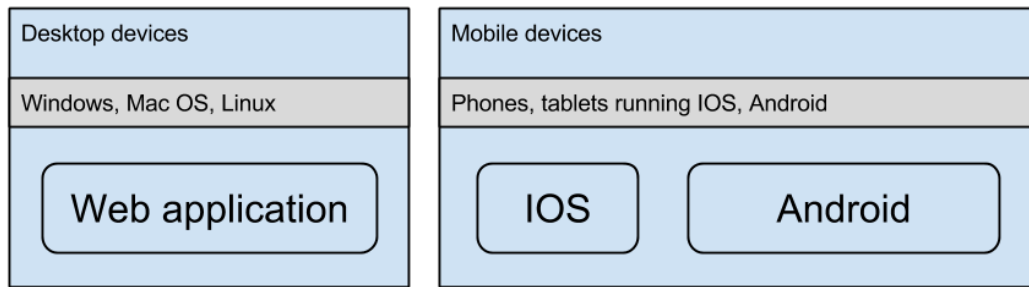 Desktop devices
Windows, Mac OS, Linux
Web application
Mobile devices
Phones, tablets running IOS, Android
IOS
Android